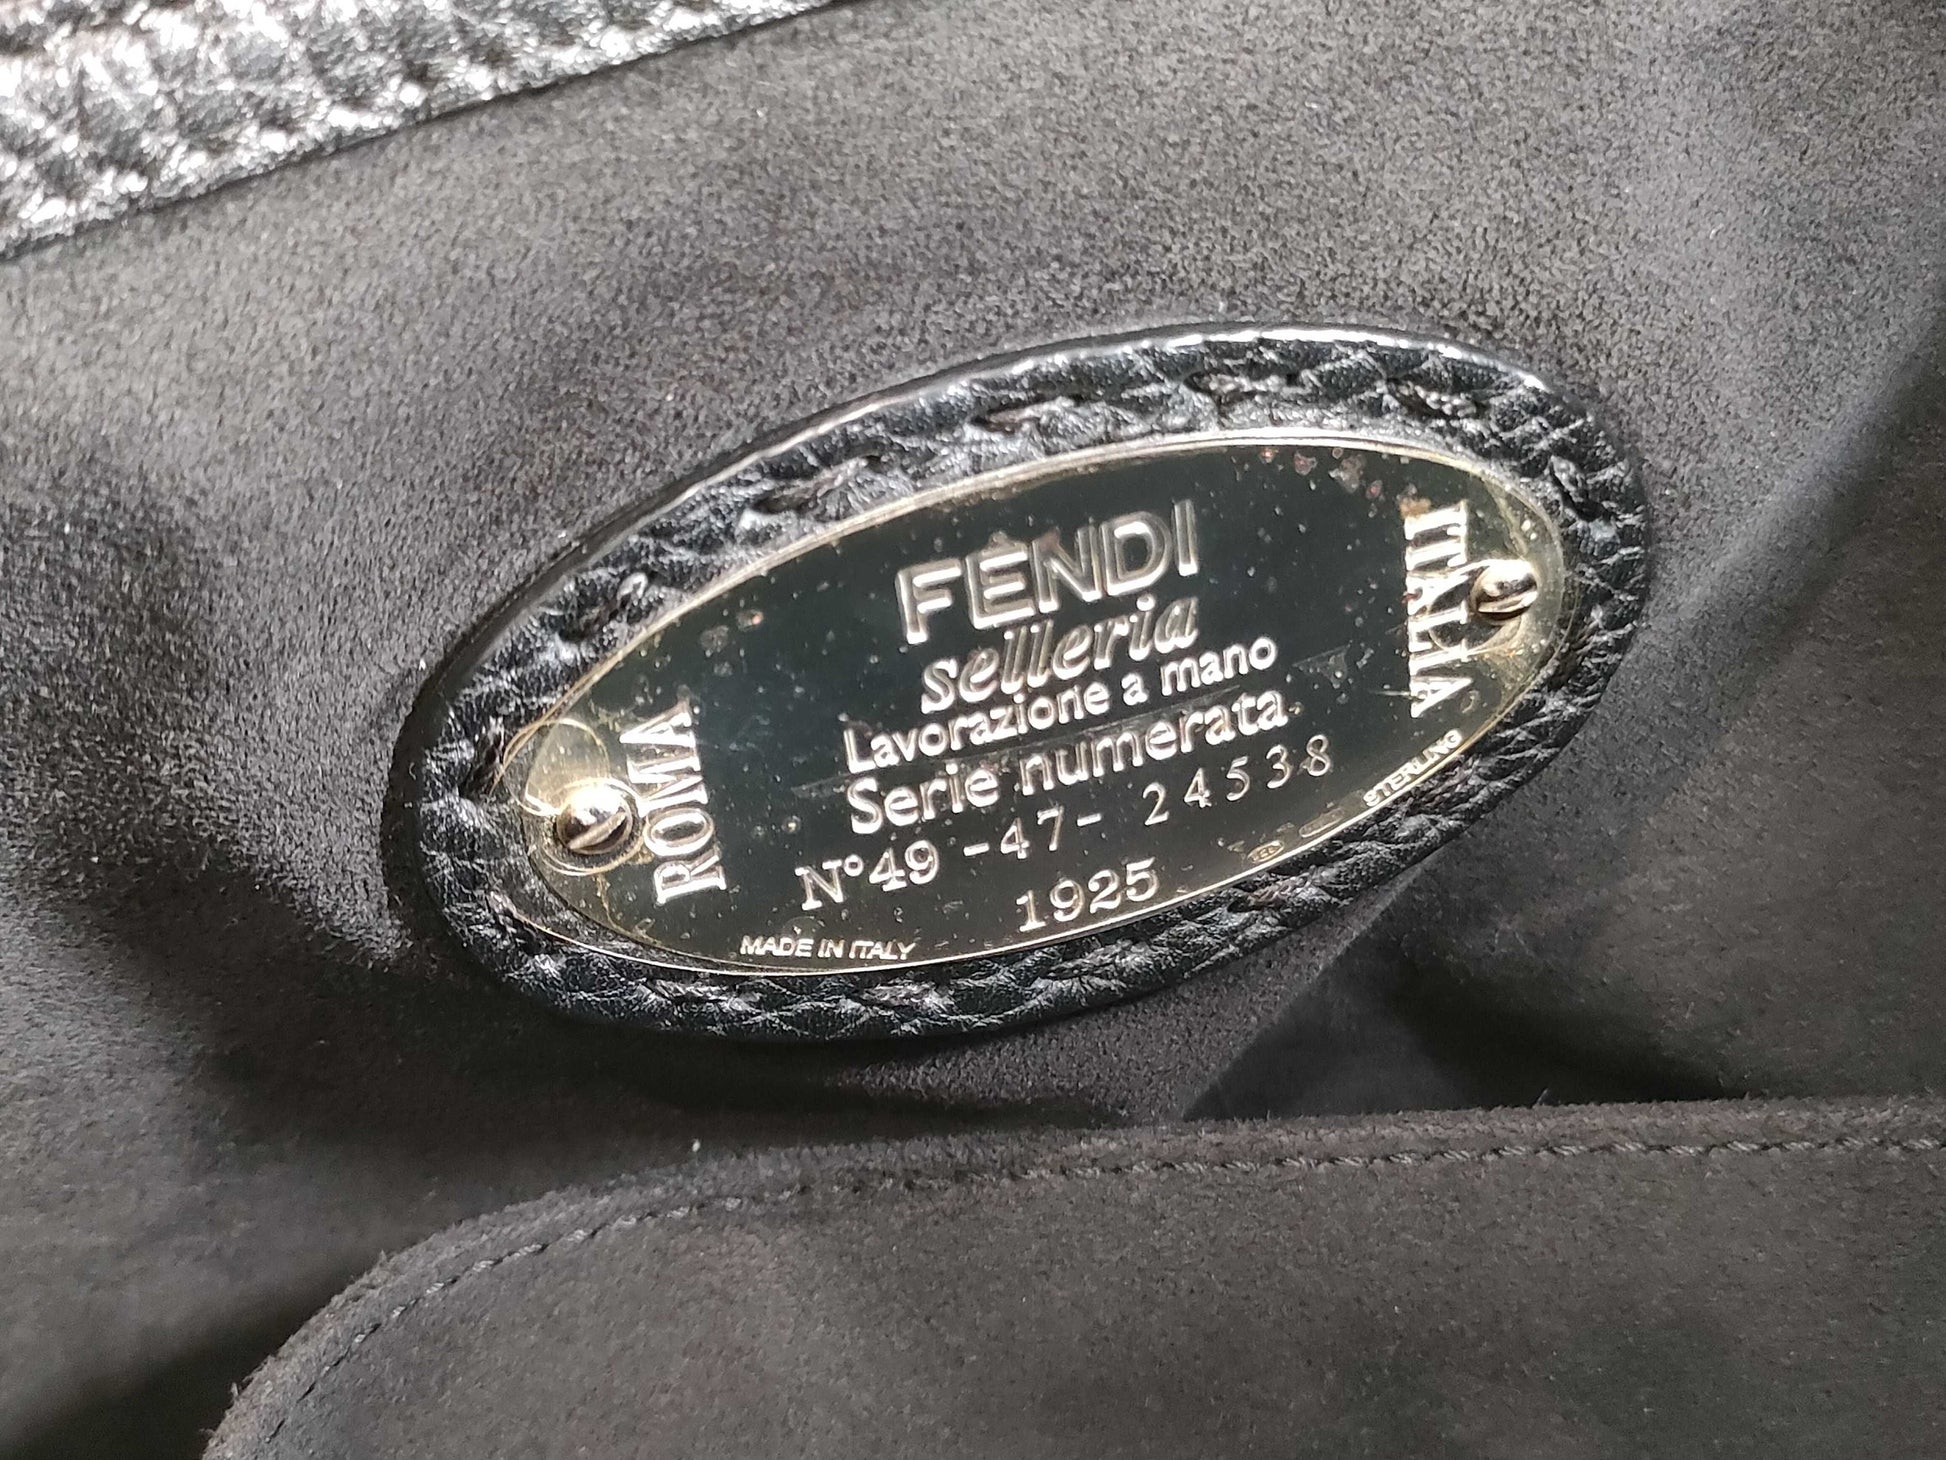 FENDI
selleria
Lavorazione a mano
Serie numerata
N° 49 -47- 24538
1925
ROMA
ITALIA
MADE IN ITALY
STERLING